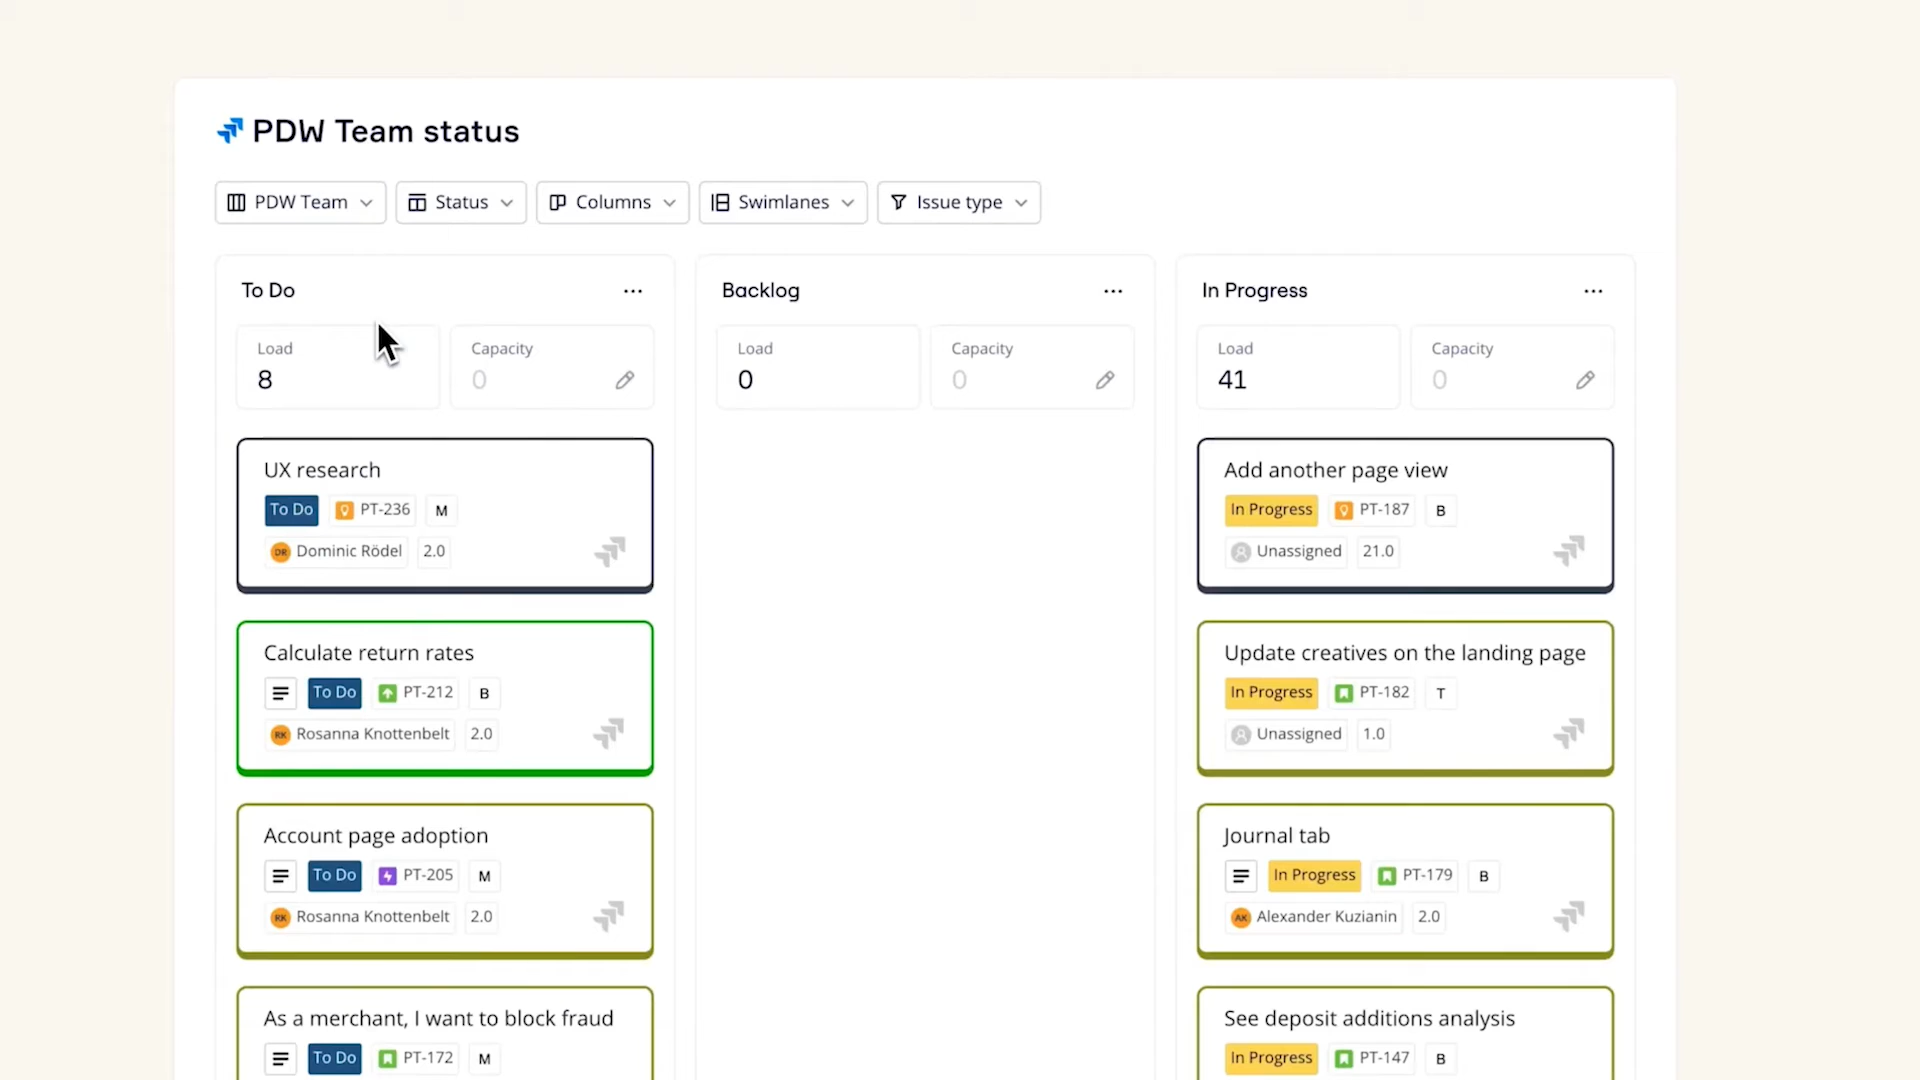 PDW Team status
PDW Team Status Columns Swimlanes Issue type
To Do
Load Capacity
8 0
UX research
To Do PT-236 M
DR Dominic Rödel 2.0
Calculate return rates
To Do PT-212 B
RK Rosanna Knottenbelt 2.0
Account page adoption
To Do PT-205 M
RK Rosanna Knottenbelt 2.0
As a merchant, I want to block fraud
To Do PT-172 M
Backlog
Load Capacity
0 0
In Progress
Load Capacity
41 0
Add another page view
In Progress PT-187 B
Unassigned 21.0
Update creatives on the landing page
In Progress PT-182 T
Unassigned 1.0
Journal tab
In Progress PT-179 B
AK Alexander Kuzianin 2.0
See deposit additions analysis
In Progress PT-147 B